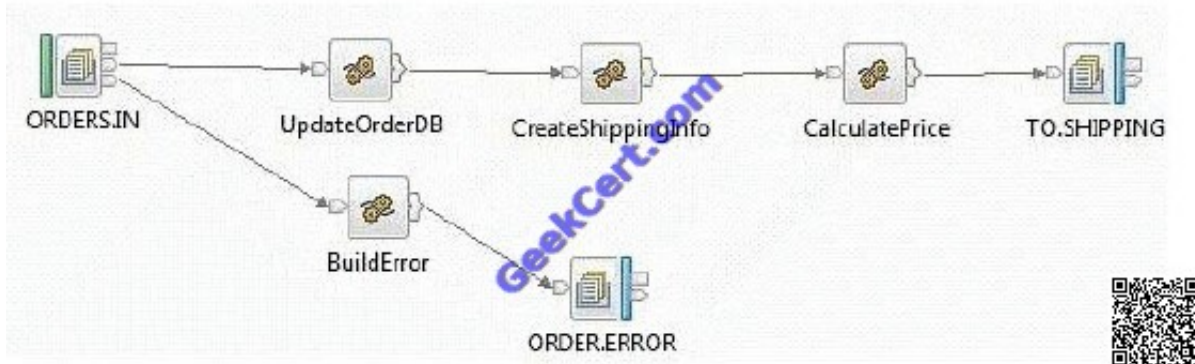 ORDERS.IN
UpdateOrderDB
CreateShippingInfo
CalculatePrice
TO.SHIPPING
BuildError
ORDER.ERROR
GeekCert.com